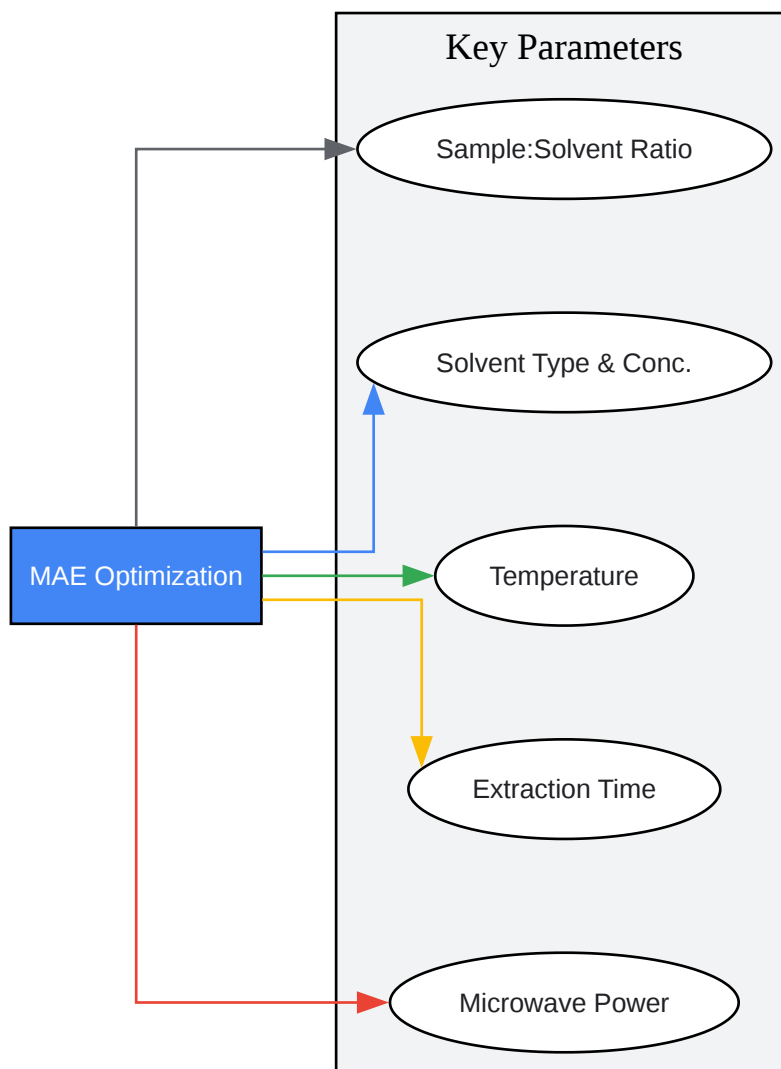 Key Parameters
Sample:Solvent Ratio
Solvent Type & Conc.
MAE Optimization
Temperature
Extraction Time
Microwave Power